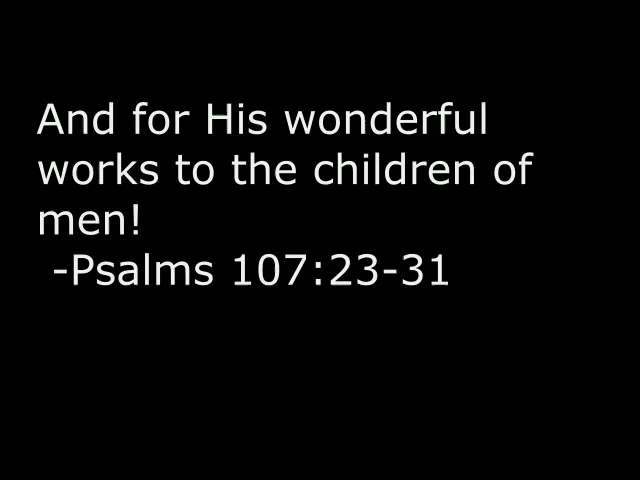 And for His wonderful
works to the children of
men!
-Psalms 107:23-31